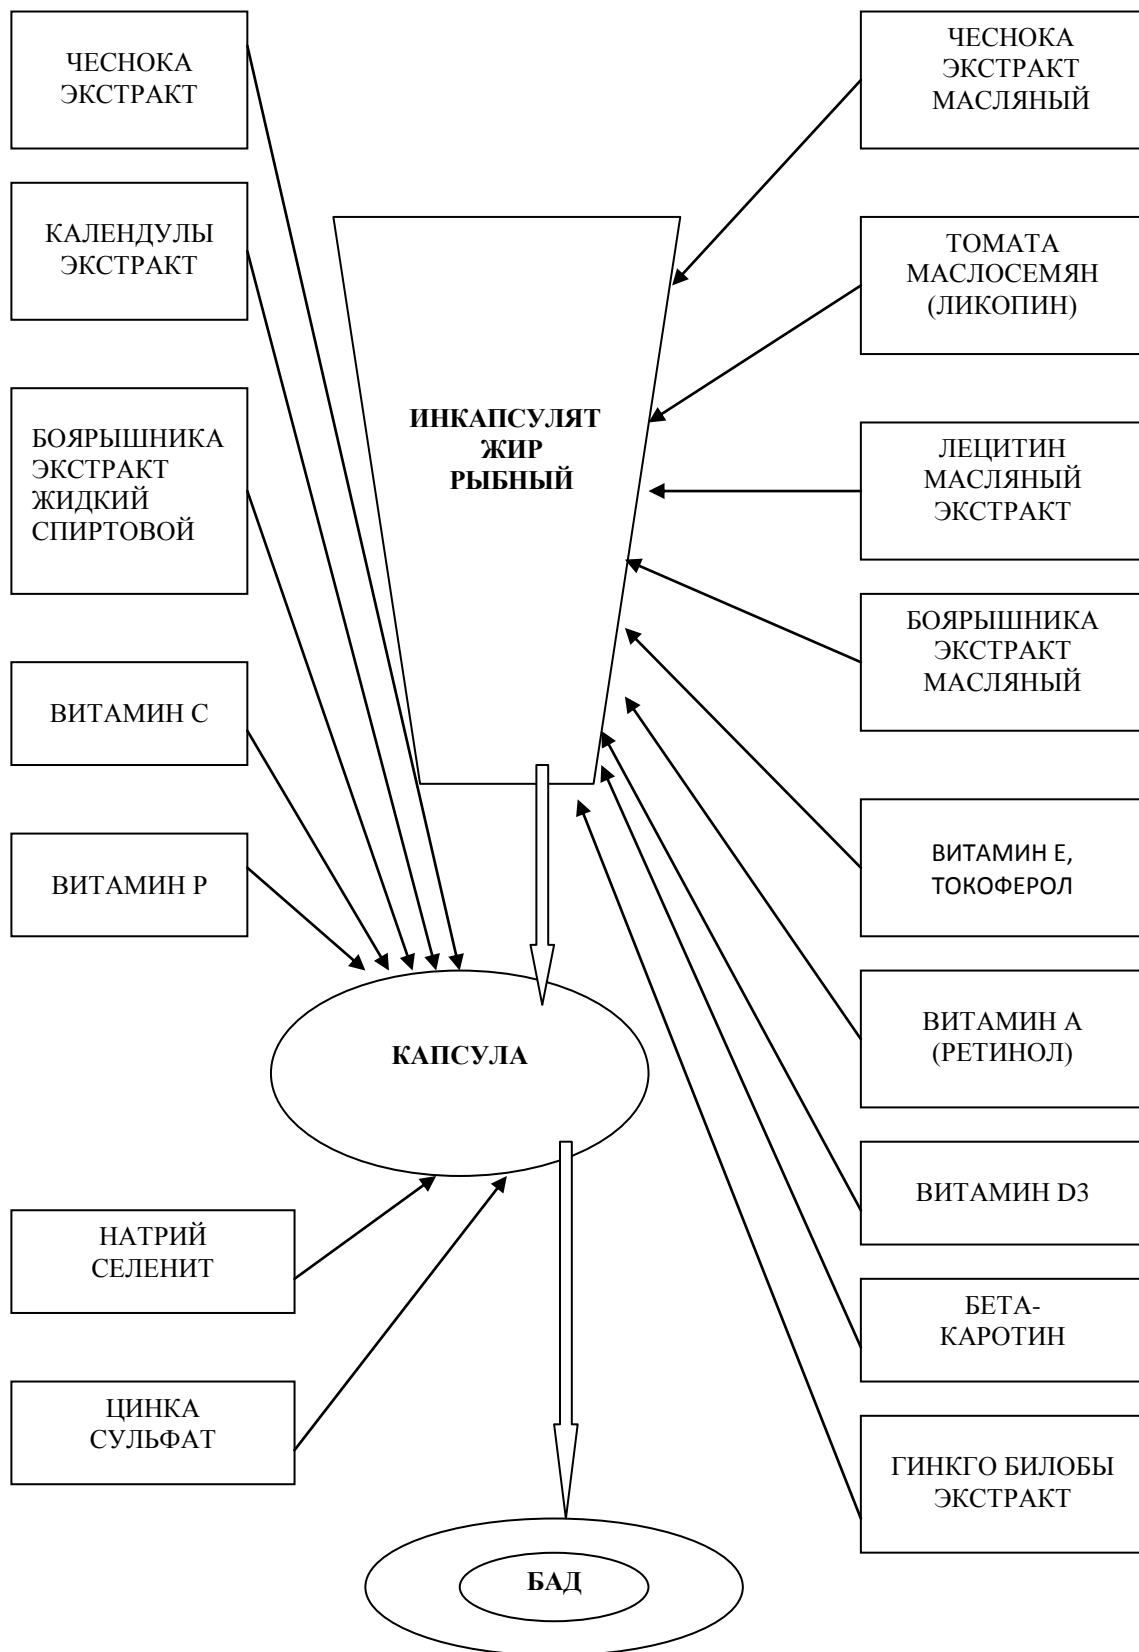 ЧЕСНОКА
ЭКСТРАКТ
КАЛЕНДУЛЫ
ЭКСТРАКТ
БОЯРЫШНИКА
ЭКСТРАКТ
ЖИДКИЙ
СПИРТОВОЙ
ВИТАМИН С
ВИТАМИН Р
НАТРИЙ
СЕЛЕНИТ
ЦИНКА
СУЛЬФАТ
ИНКАПСУЛЯТ
ЖИР
РЫБНЫЙ
КАПСУЛА
БАД
ЧЕСНОКА
ЭКСТРАКТ
МАСЛЯНЫЙ
ТОМАТА
МАСЛОСЕМЯН
(ЛИКОПИН)
ЛЕЦИТИН
МАСЛЯНЫЙ
ЭКСТРАКТ
БОЯРЫШНИКА
ЭКСТРАКТ
МАСЛЯНЫЙ
ВИТАМИН Е,
ТОКОФЕРОЛ
ВИТАМИН А
(РЕТИНОЛ)
ВИТАМИН D3
БЕТА-
КАРОТИН
ГИНКГО БИЛОБЫ
ЭКСТРАКТ